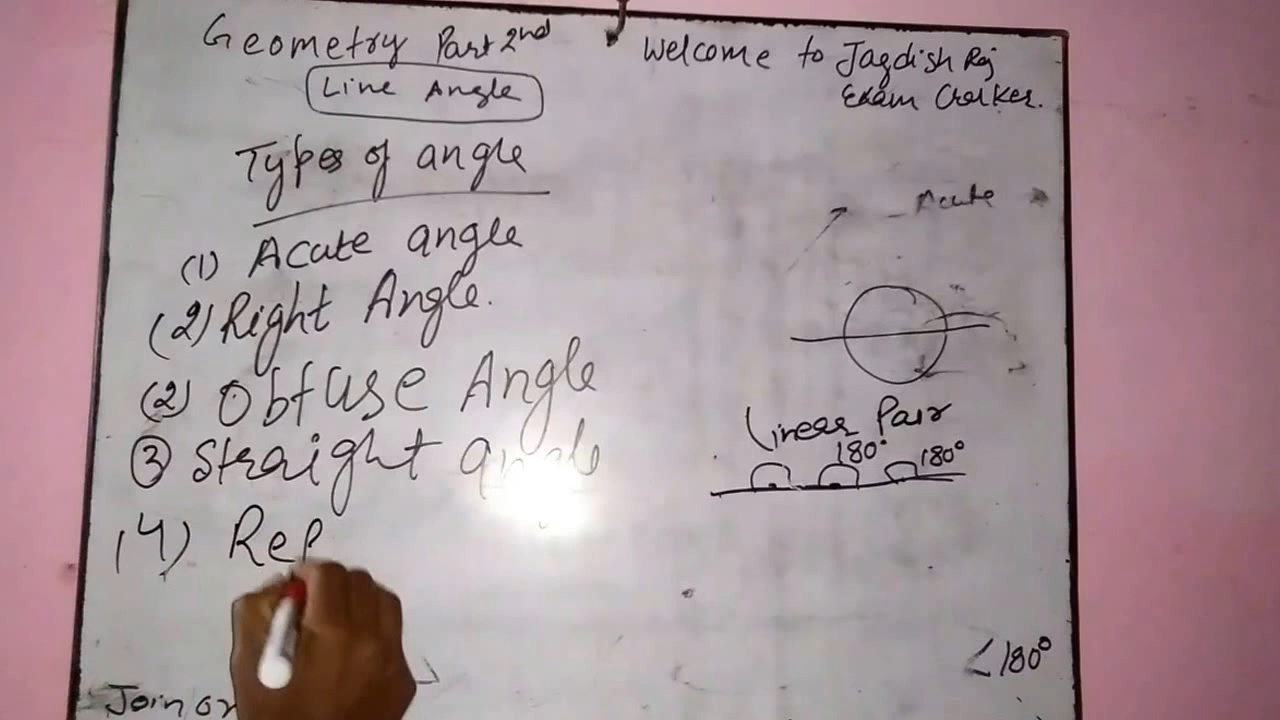 Geometry Part 2nd
Line Angle
Welcome to Jagdish Raj
Exam Cracker.
Types of angle
(1) Acute angle
(2) Right Angle.
(2) Obtuse Angle
(3) Straight angle
(4) Ref
Acute
Linear Pair
180° 180°
<180°
Join or